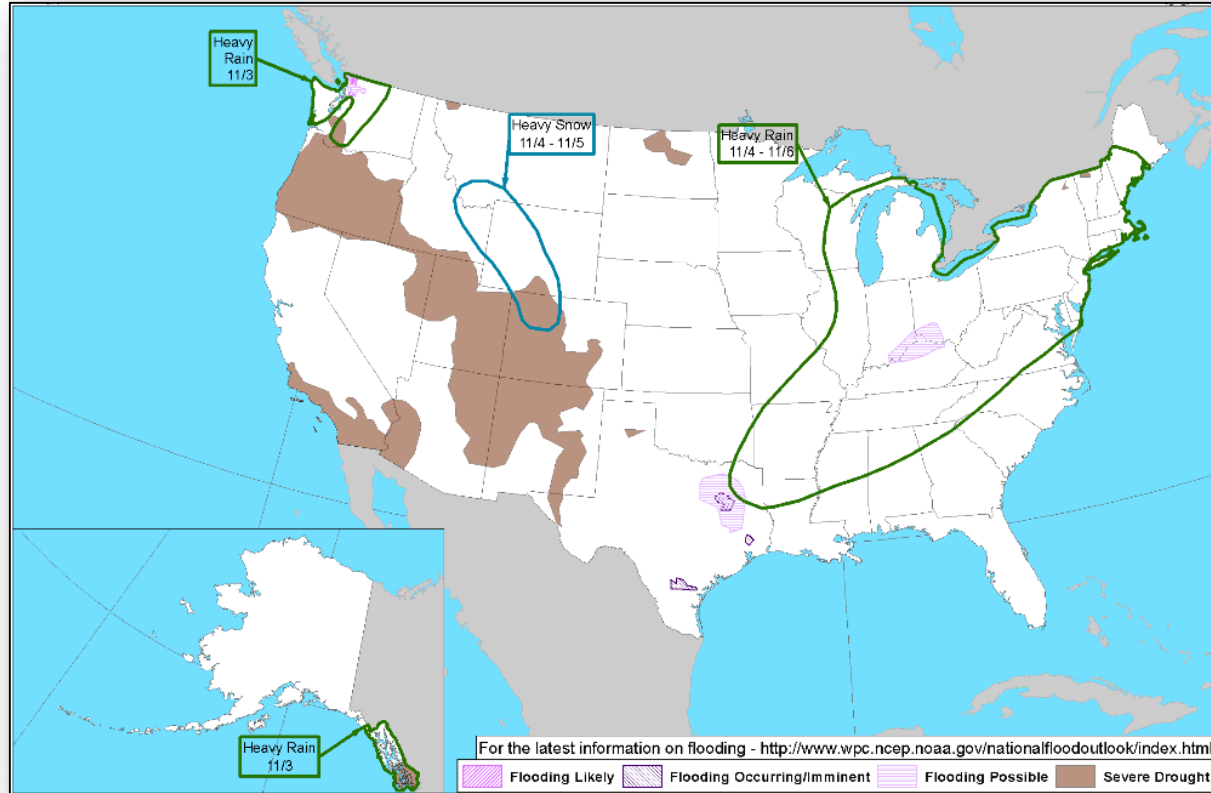 Heavy
Rain
11/3
Heavy Snow
11/4 - 11/5
Heavy Rain
11/4 - 11/6
Heavy Rain
11/3
For the latest information on flooding - http://www.wpc.ncep.noaa.gov/nationalfloodoutlook/index.html
Flooding Likely
Flooding Occurring/Imminent
Flooding Possible
Severe Drought